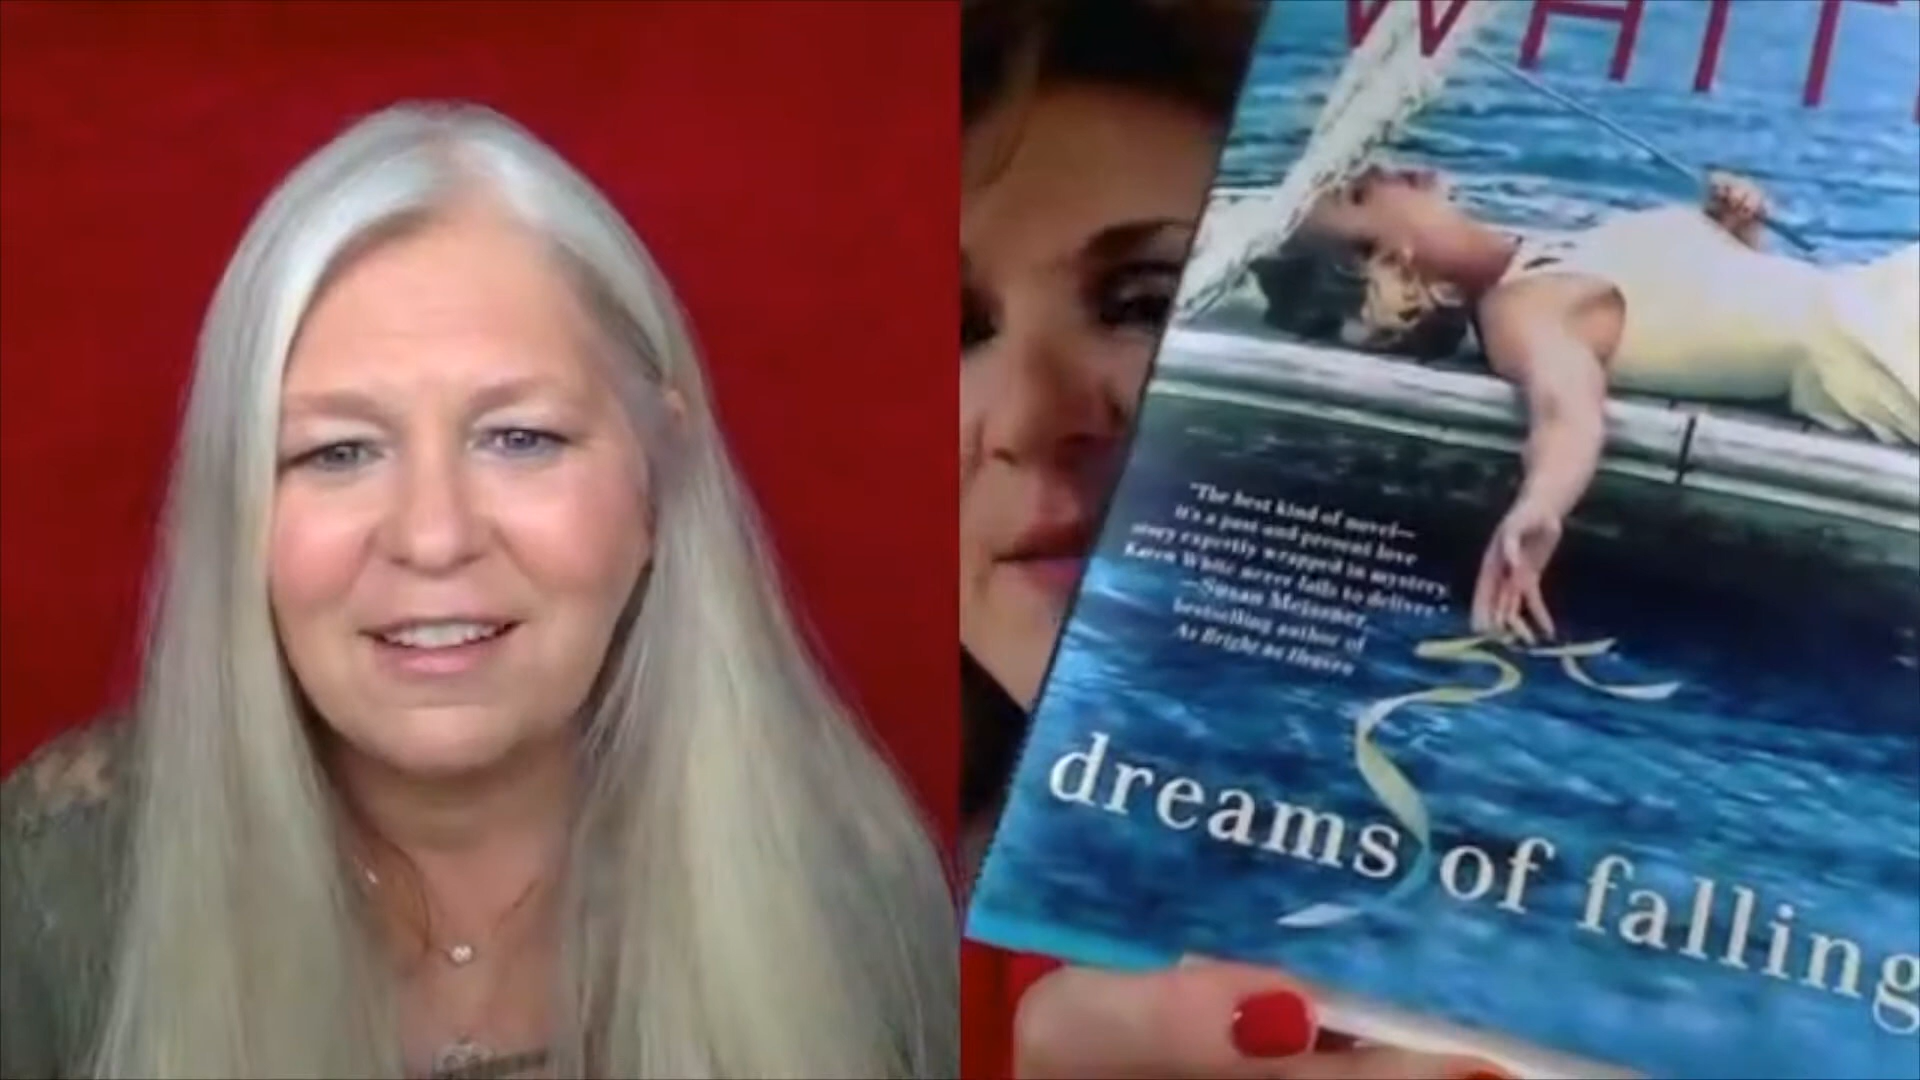 WHIT
"The best kind of novel—
it's a past-and-present love
story expertly wrapped in mystery.
Karen White never fails to deliver."
—Susan Meissner,
bestselling author of
As Bright as Heaven
dreams of falling